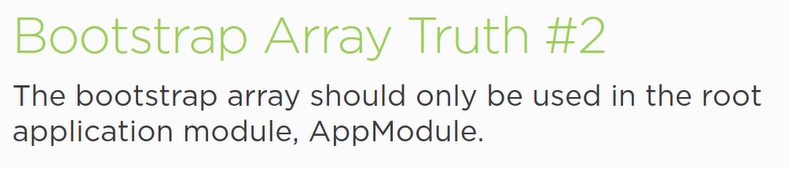 Bootstrap Array Truth #2
The bootstrap array should only be used in the root
application module, AppModule.